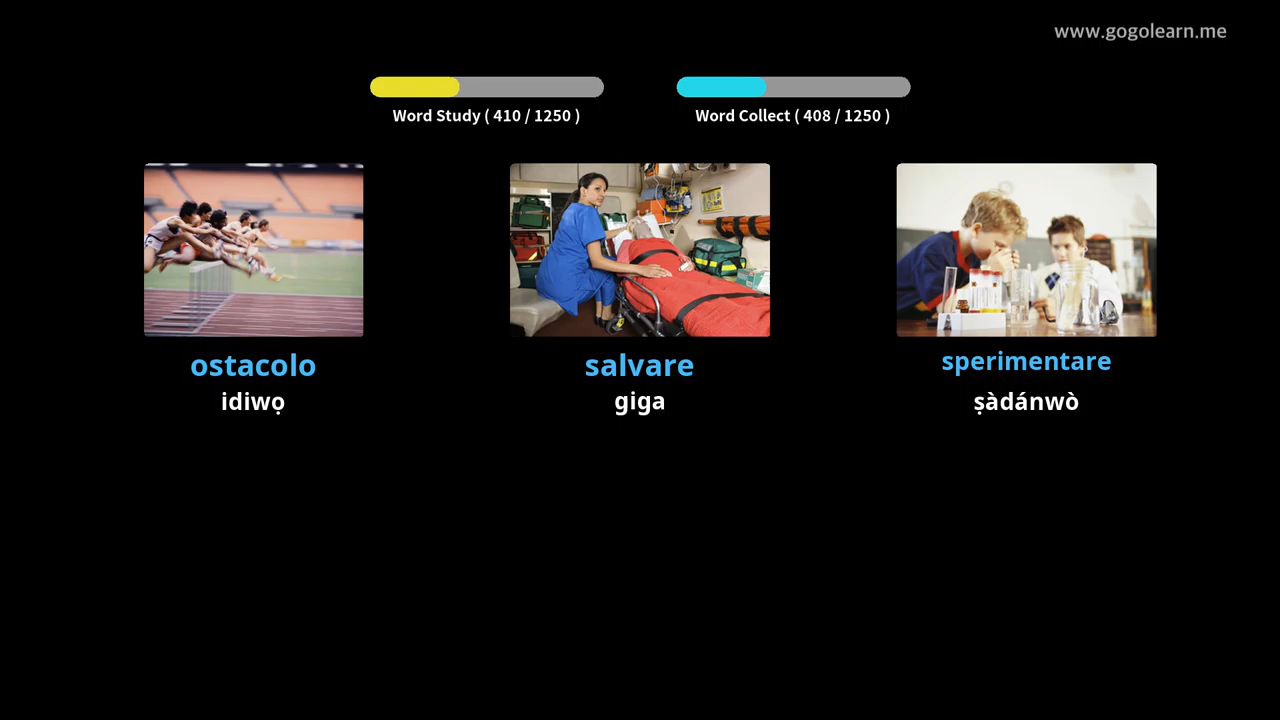 www.gogolearn.me
Word Study ( 410 / 1250 )
Word Collect ( 408 / 1250 )
ostacolo
salvare
sperimentare
idiwọ
giga
ṣàdánwò